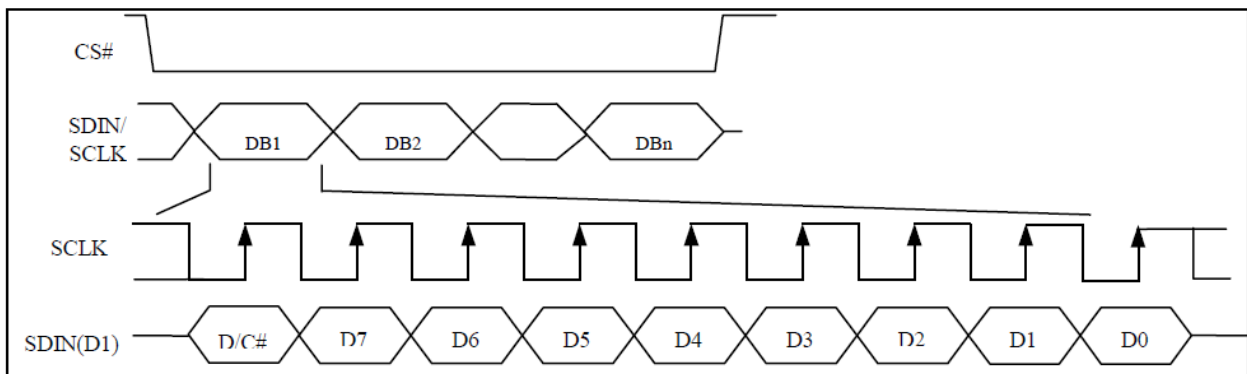 CS#
SDIN/
SCLK
DB1 DB2 DBn
SCLK
SDIN(D1) D/C# D7 D6 D5 D4 D3 D2 D1 D0